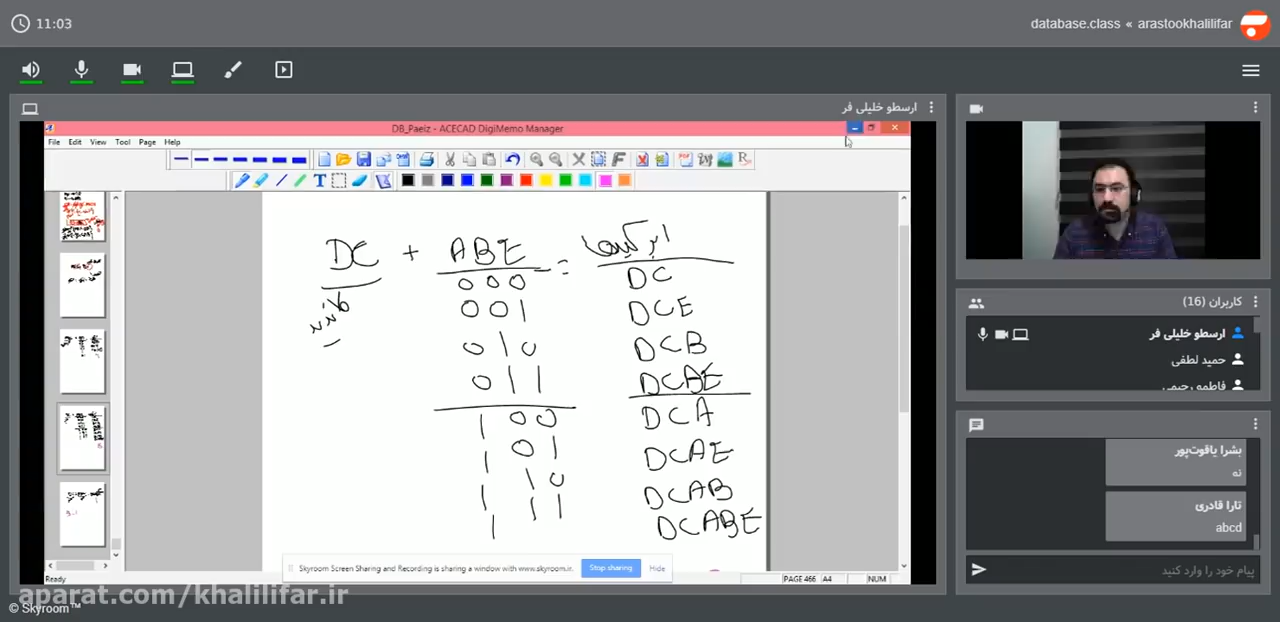 11:03
database.class « arastookhalilifar
ارسطو خلیلی فر
DB_Paeiz - ACECAD DigiMemo Manager
File Edit View Tool Page Help
DC + ABE = ابر کلیدها
000 DC
001 DCE
010 DCB
011 DCBE
100 DCA
101 DCAE
110 DCAB
111 DCABE
Skyroom Screen Sharing and Recording is sharing a window with www.skyroom.ir.
Stop sharing
Hide
Ready
PAGE 466 A4 NUM
کاربران (16)
ارسطو خلیلی فر
حمید لطفی
فاطمه رحیمی
بشرا یاقوت‌پور
نه
تارا قادری
abcd
پیام خود را وارد کنید
aparat.com/khalilifar.ir
© Skyroom™